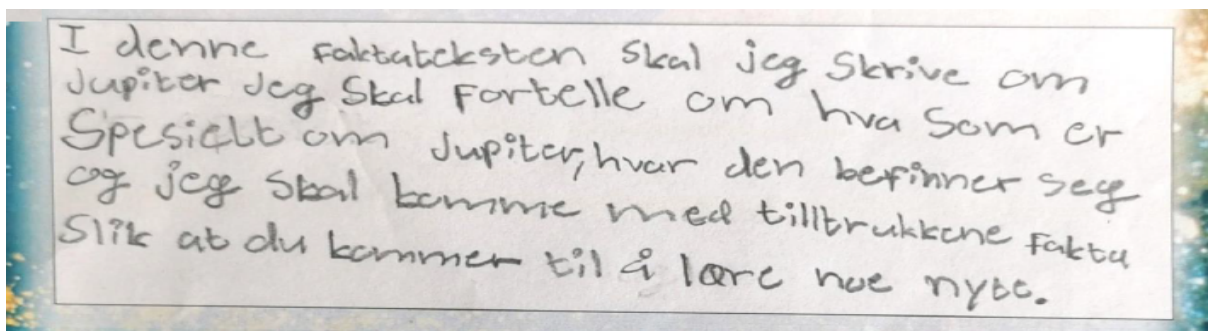 I denne faktateksten skal jeg skrive om
Jupiter Jeg skal fortelle om hva som er
Spesielt om Jupiter, hvar den befinner seg
og jeg skal komme med tilltrukkene fakta
Slik at du kommer til å lære noe nytt.